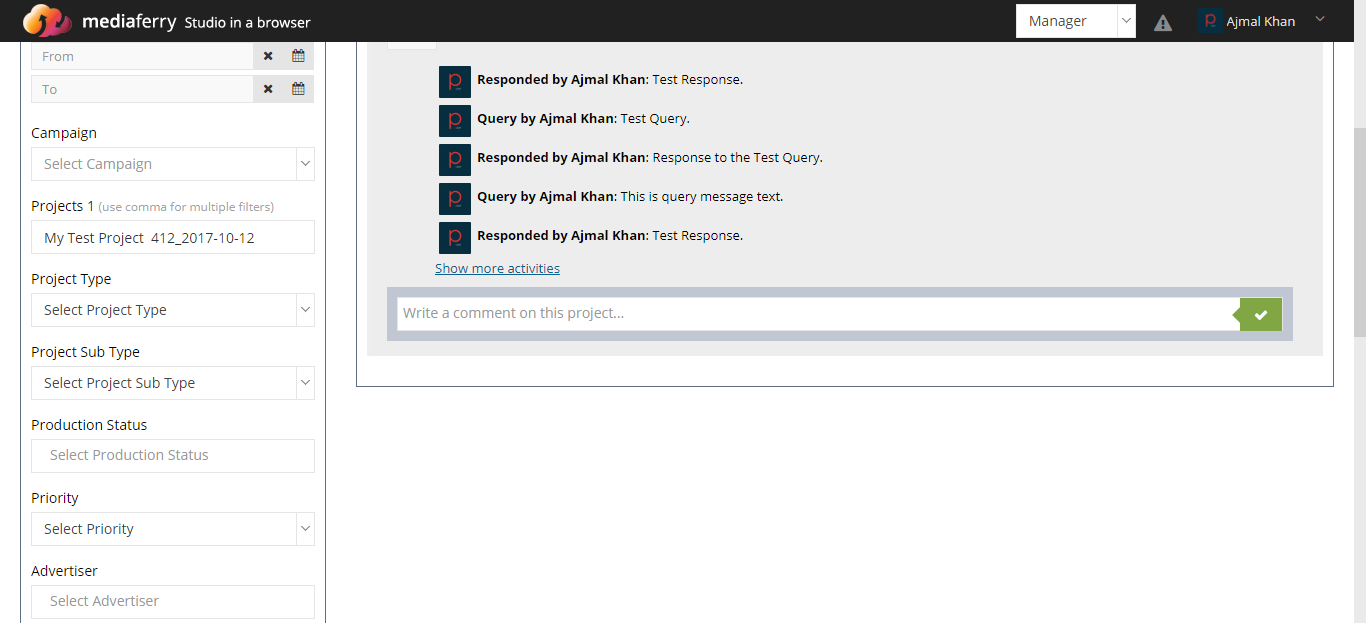 mediaferry Studio in a browser
Manager
Ajmal Khan
From
To
Campaign
Select Campaign
Projects 1 (use comma for multiple filters)
My Test Project  412_2017-10-12
Project Type
Select Project Type
Project Sub Type
Select Project Sub Type
Production Status
Select Production Status
Priority
Select Priority
Advertiser
Select Advertiser
Responded by Ajmal Khan: Test Response.
Query by Ajmal Khan: Test Query.
Responded by Ajmal Khan: Response to the Test Query.
Query by Ajmal Khan: This is query message text.
Responded by Ajmal Khan: Test Response.
Show more activities
Write a comment on this project...